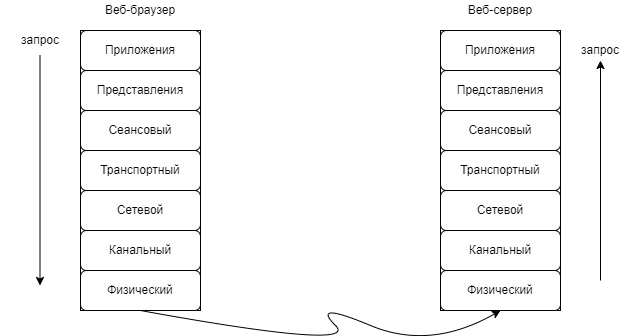 Веб-браузер
Веб-сервер
запрос
Приложения
Приложения
запрос
Представления
Представления
Сеансовый
Сеансовый
Транспортный
Транспортный
Сетевой
Сетевой
Канальный
Канальный
Физический
Физический